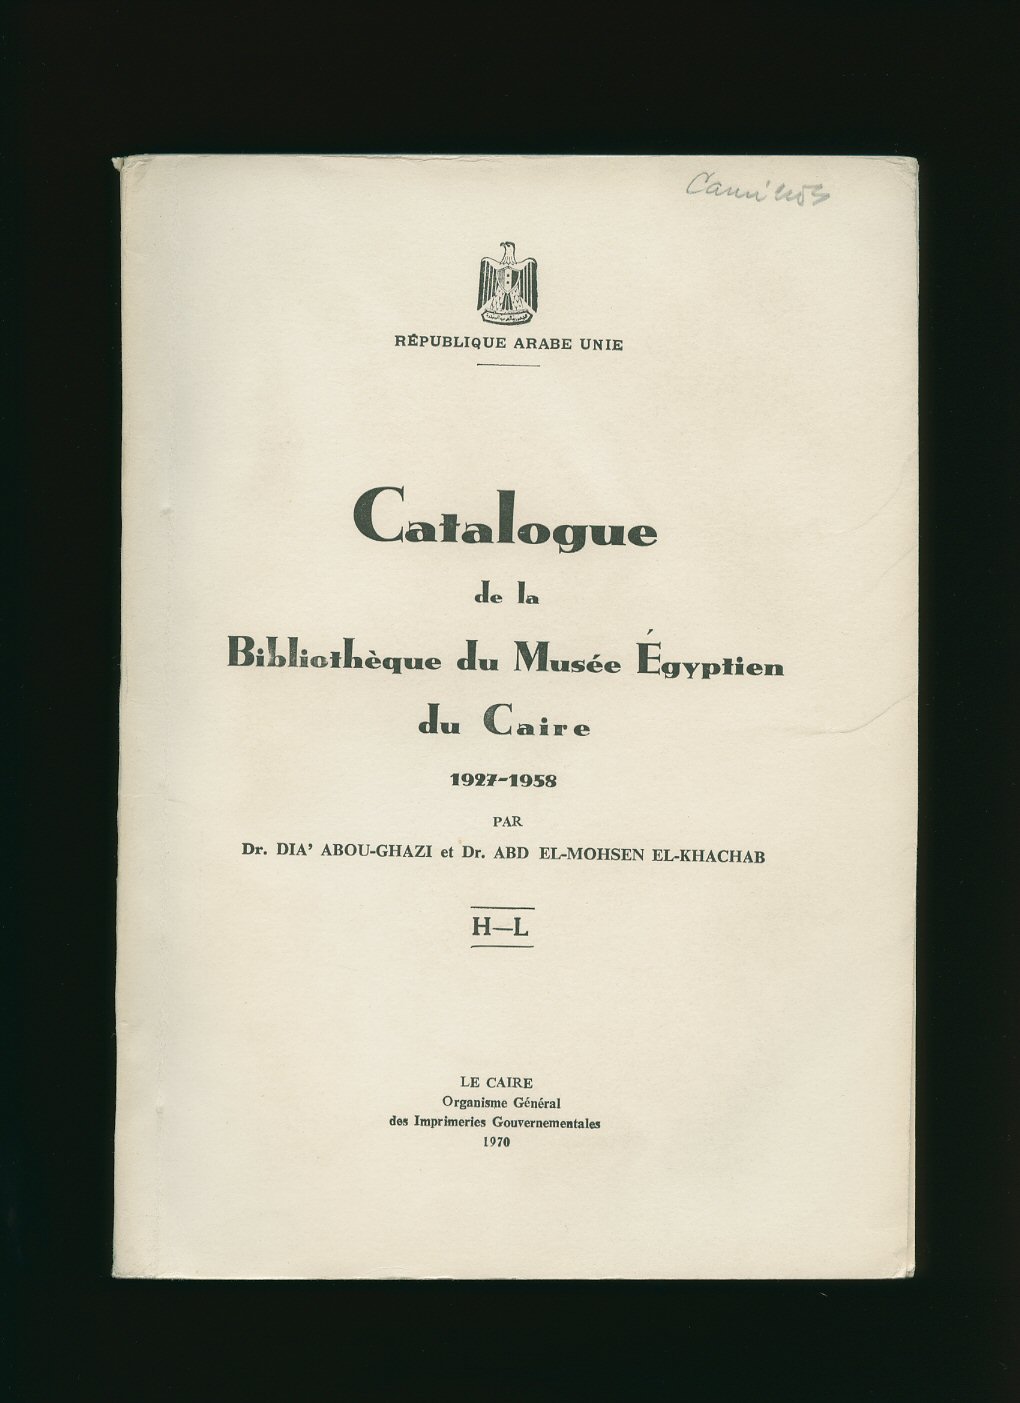 Caminos
RÉPUBLIQUE ARABE UNIE
Catalogue
de la
Bibliothèque du Musée Égyptien
du Caire
1927-1958
PAR
Dr. DIA’ ABOU-GHAZI et Dr. ABD EL-MOHSEN EL-KHACHAB
H—L
LE CAIRE
Organisme Général
des Imprimeries Gouvernementales
1970